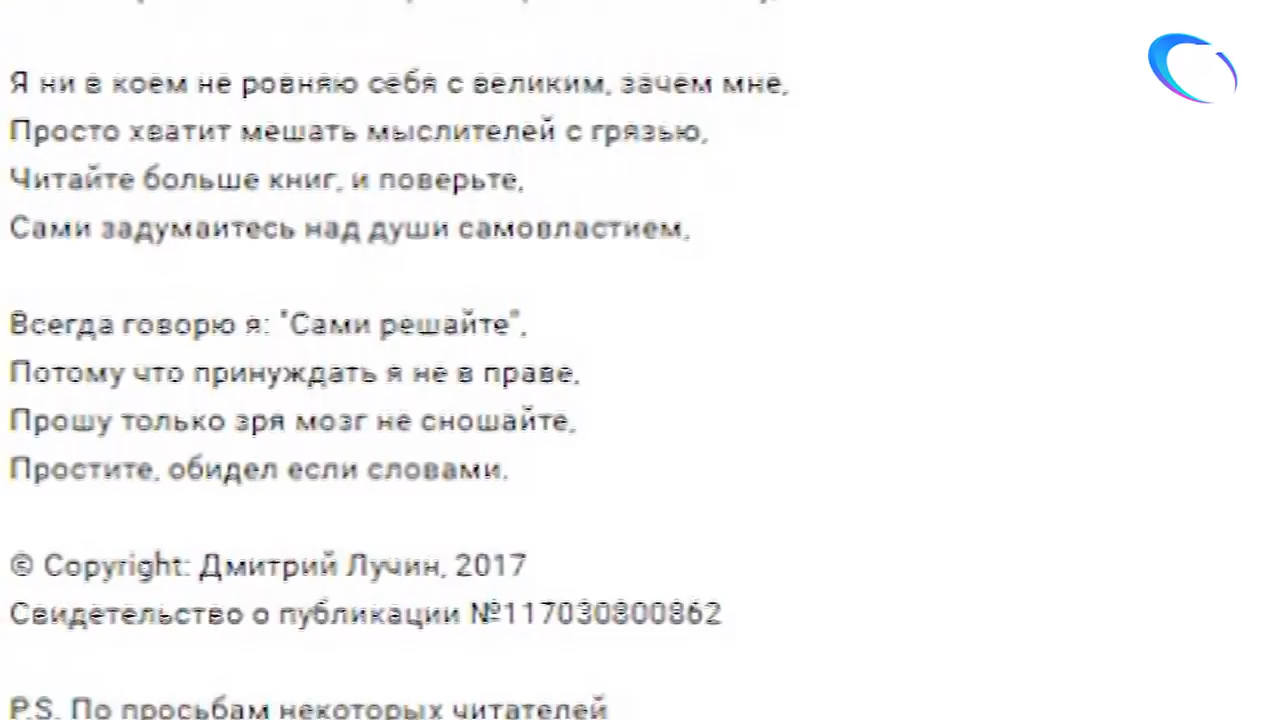 Я ни в коем не ровняю себя с великим, зачем мне,
Просто хватит мешать мыслителей с грязью,
Читайте больше книг, и поверьте,
Сами задумаитесь над души самовластием,
Всегда говорю я: "Сами решайте",
Потому что принуждать я не в праве,
Прошу только зря мозг не сношайте,
Простите, обидел если словами.
© Copyright: Дмитрий Лучин, 2017
Свидетельство о публикации №117030800862
P.S. По просьбам некоторых читателей